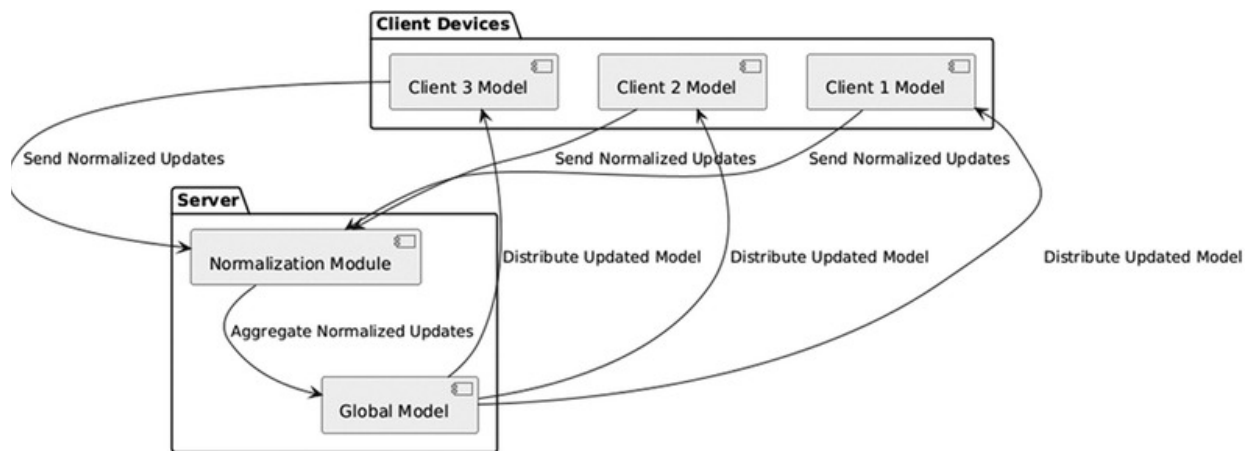 Client Devices
Client 3 Model
Client 2 Model
Client 1 Model
Send Normalized Updates
Send Normalized Updates
Send Normalized Updates
Server
Normalization Module
Distribute Updated Model
Distribute Updated Model
Distribute Updated Model
Aggregate Normalized Updates
Global Model